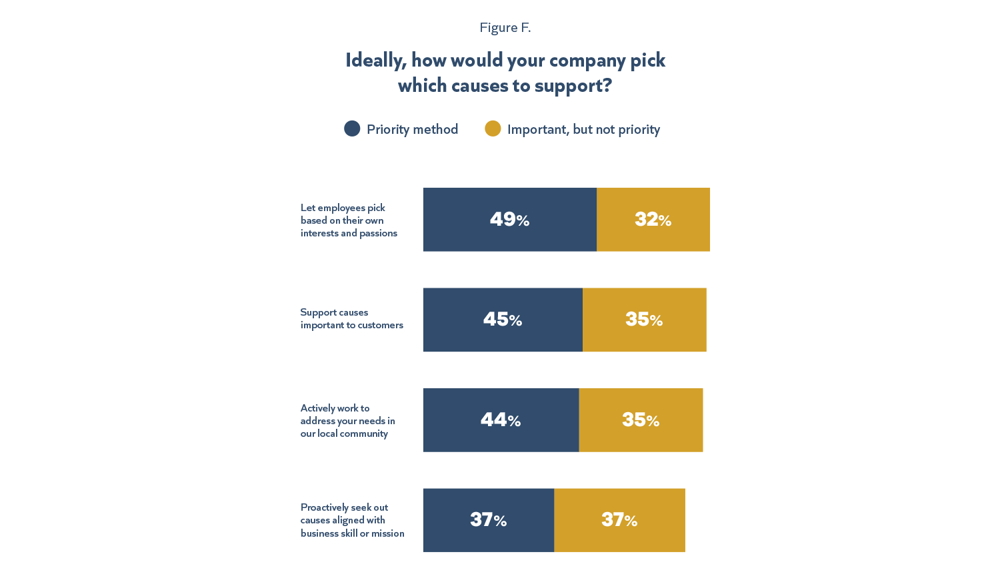 Figure F.
Ideally, how would your company pick
which causes to support?
Priority method
Important, but not priority
Let employees pick
based on their own
interests and passions
49%
32%
Support causes
important to customers
45%
35%
Actively work to
address your needs in
our local community
44%
35%
Proactively seek out
causes aligned with
business skill or mission
37%
37%